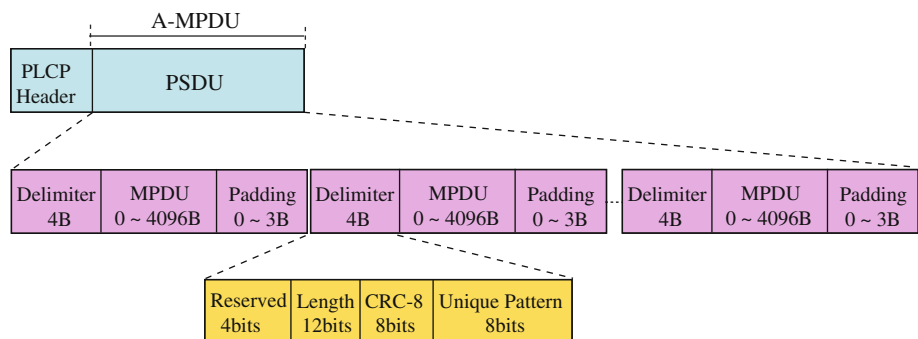 A-MPDU
PLCP
Header
PSDU
Delimiter
4B
MPDU
0 ~ 4096B
Padding
0 ~ 3B
Delimiter
4B
MPDU
0 ~ 4096B
Padding
0 ~ 3B
Delimiter
4B
MPDU
0 ~ 4096B
Padding
0 ~ 3B
Reserved
4bits
Length
12bits
CRC-8
8bits
Unique Pattern
8bits